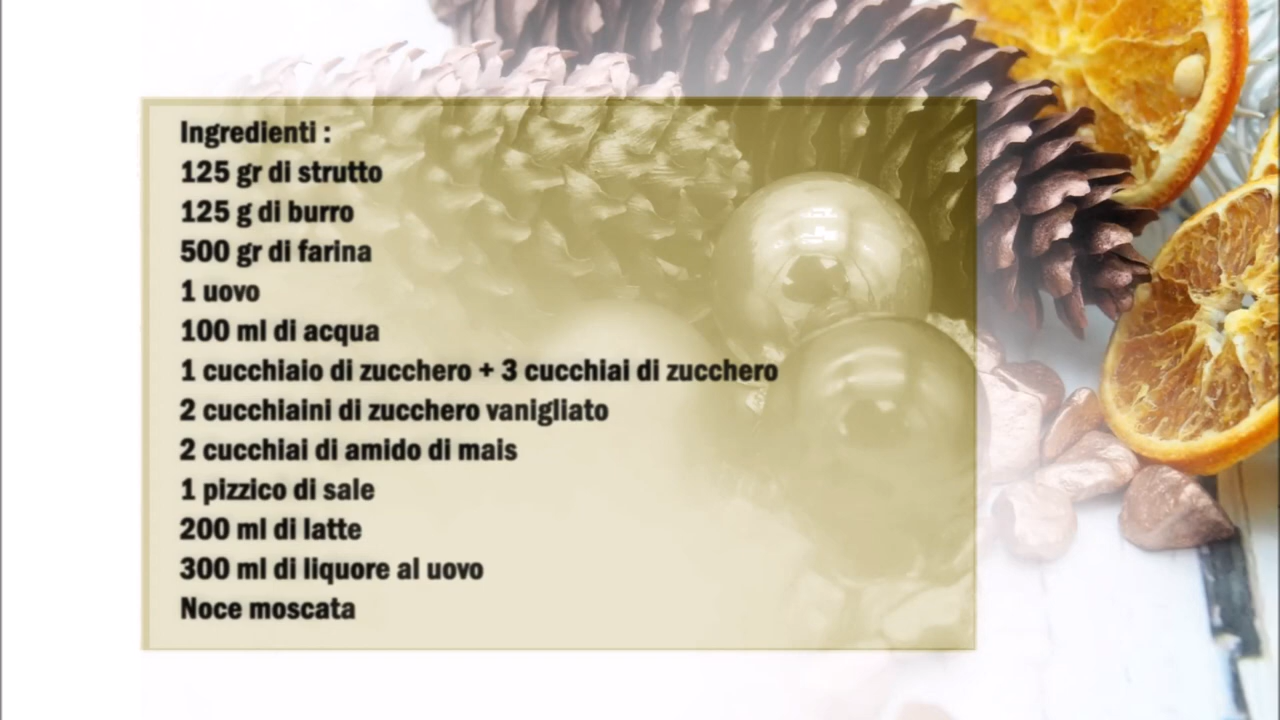 Ingredienti :
125 gr di strutto
125 g di burro
500 gr di farina
1 uovo
100 ml di acqua
1 cucchiaio di zucchero + 3 cucchiai di zucchero
2 cucchiaini di zucchero vanigliato
2 cucchiai di amido di mais
1 pizzico di sale
200 ml di latte
300 ml di liquore al uovo
Noce moscata